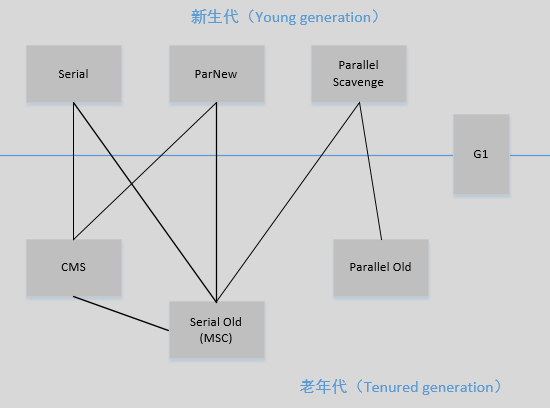 新生代（Young generation）
Serial
ParNew
Parallel
Scavenge
G1
CMS
Parallel Old
Serial Old
(MSC)
老年代（Tenured generation）